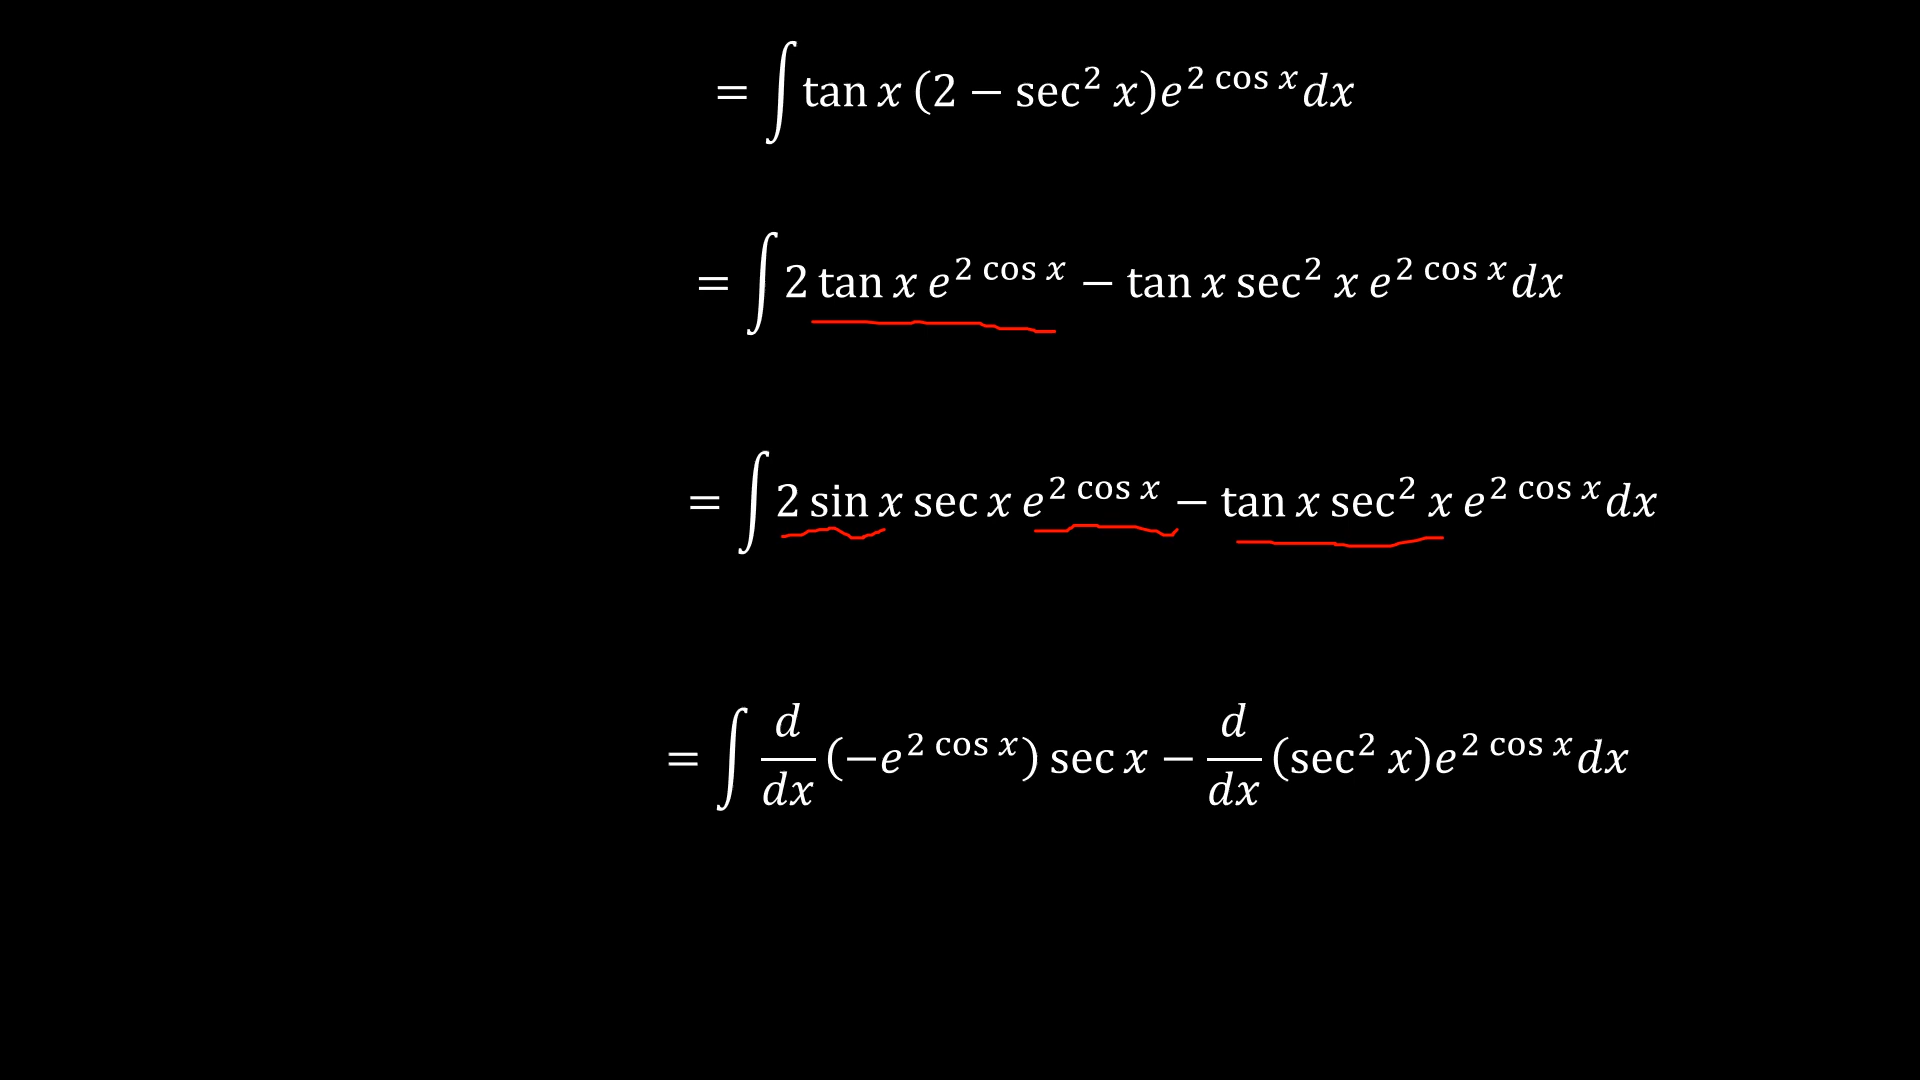 = ∫ tan x (2 − sec² x)e^{2 cos x} dx
= ∫ 2 tan x e^{2 cos x} − tan x sec² x e^{2 cos x} dx
= ∫ 2 sin x sec x e^{2 cos x} − tan x sec² x e^{2 cos x} dx
= ∫ d/dx (−e^{2 cos x}) sec x − d/dx (sec² x)e^{2 cos x} dx